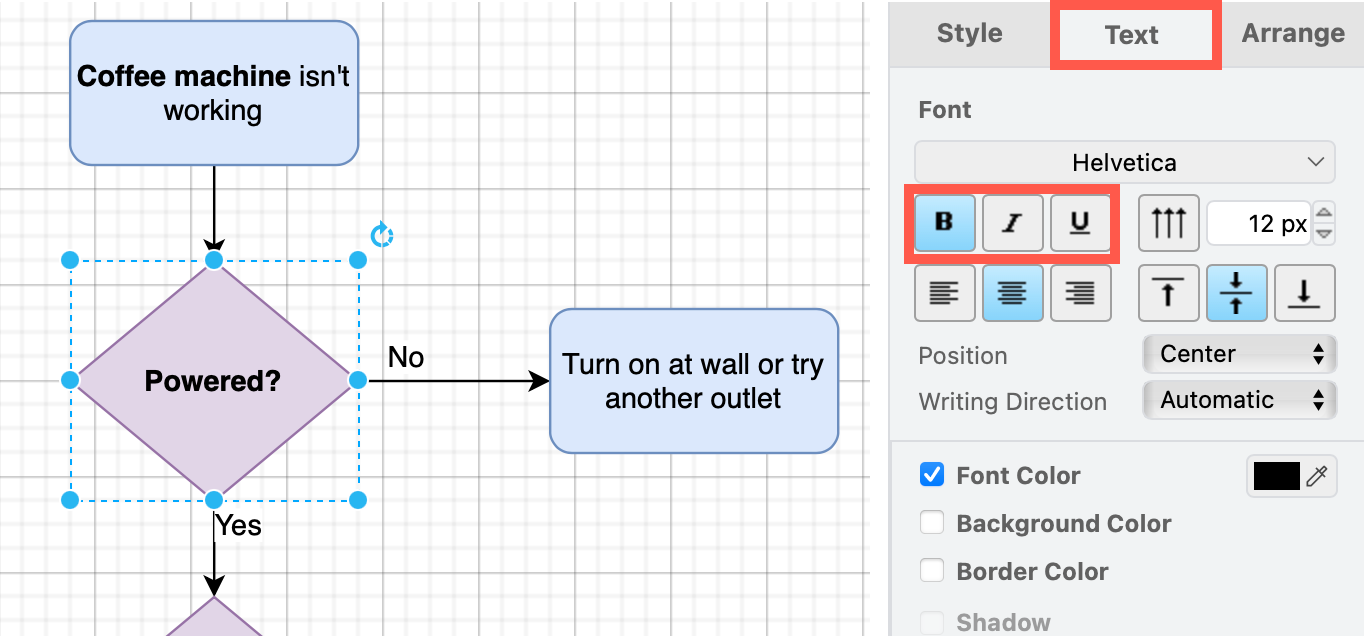 Coffee machine isn't
working
Powered?
No
Turn on at wall or try
another outlet
Yes
Style Text Arrange
Font
Helvetica
B I U 12 px
Position Center
Writing Direction Automatic
Font Color
Background Color
Border Color
Shadow